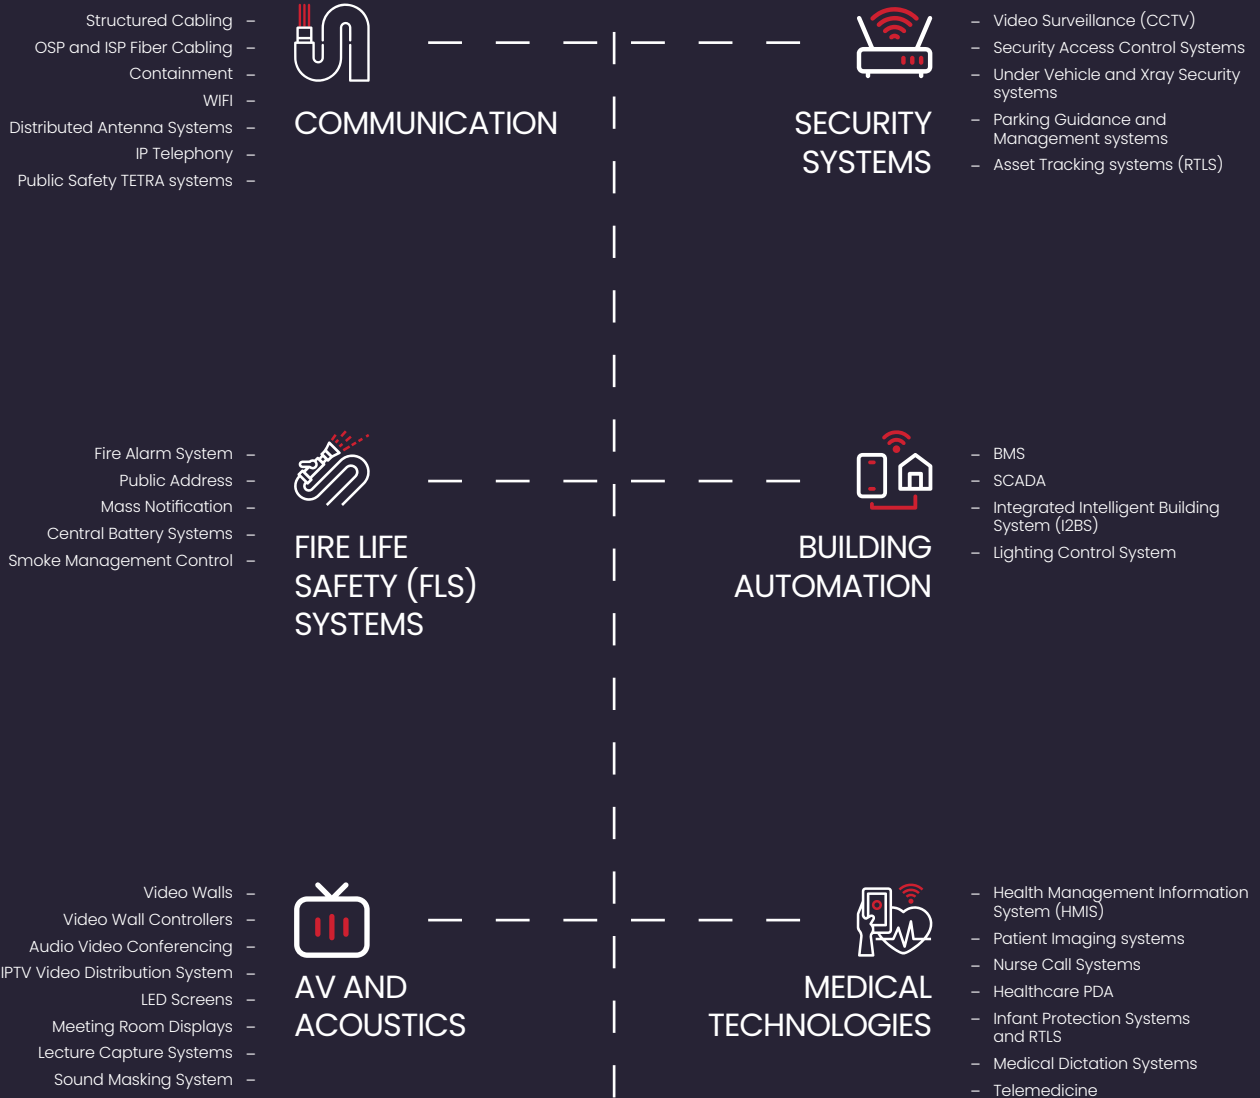 Structured Cabling –
OSP and ISP Fiber Cabling –
Containment –
WIFI –
Distributed Antenna Systems –
IP Telephony –
Public Safety TETRA systems –
COMMUNICATION
SECURITY
SYSTEMS
– Video Surveillance (CCTV)
– Security Access Control Systems
– Under Vehicle and Xray Security
systems
– Parking Guidance and
Management systems
– Asset Tracking systems (RTLS)
Fire Alarm System –
Public Address –
Mass Notification –
Central Battery Systems –
Smoke Management Control –
FIRE LIFE
SAFETY (FLS)
SYSTEMS
BUILDING
AUTOMATION
– BMS
– SCADA
– Integrated Intelligent Building
System (I2BS)
– Lighting Control System
Video Walls –
Video Wall Controllers –
Audio Video Conferencing –
IPTV Video Distribution System –
LED Screens –
Meeting Room Displays –
Lecture Capture Systems –
Sound Masking System –
AV AND
ACOUSTICS
MEDICAL
TECHNOLOGIES
– Health Management Information
System (HMIS)
– Patient Imaging systems
– Nurse Call Systems
– Healthcare PDA
– Infant Protection Systems
and RTLS
– Medical Dictation Systems
– Telemedicine